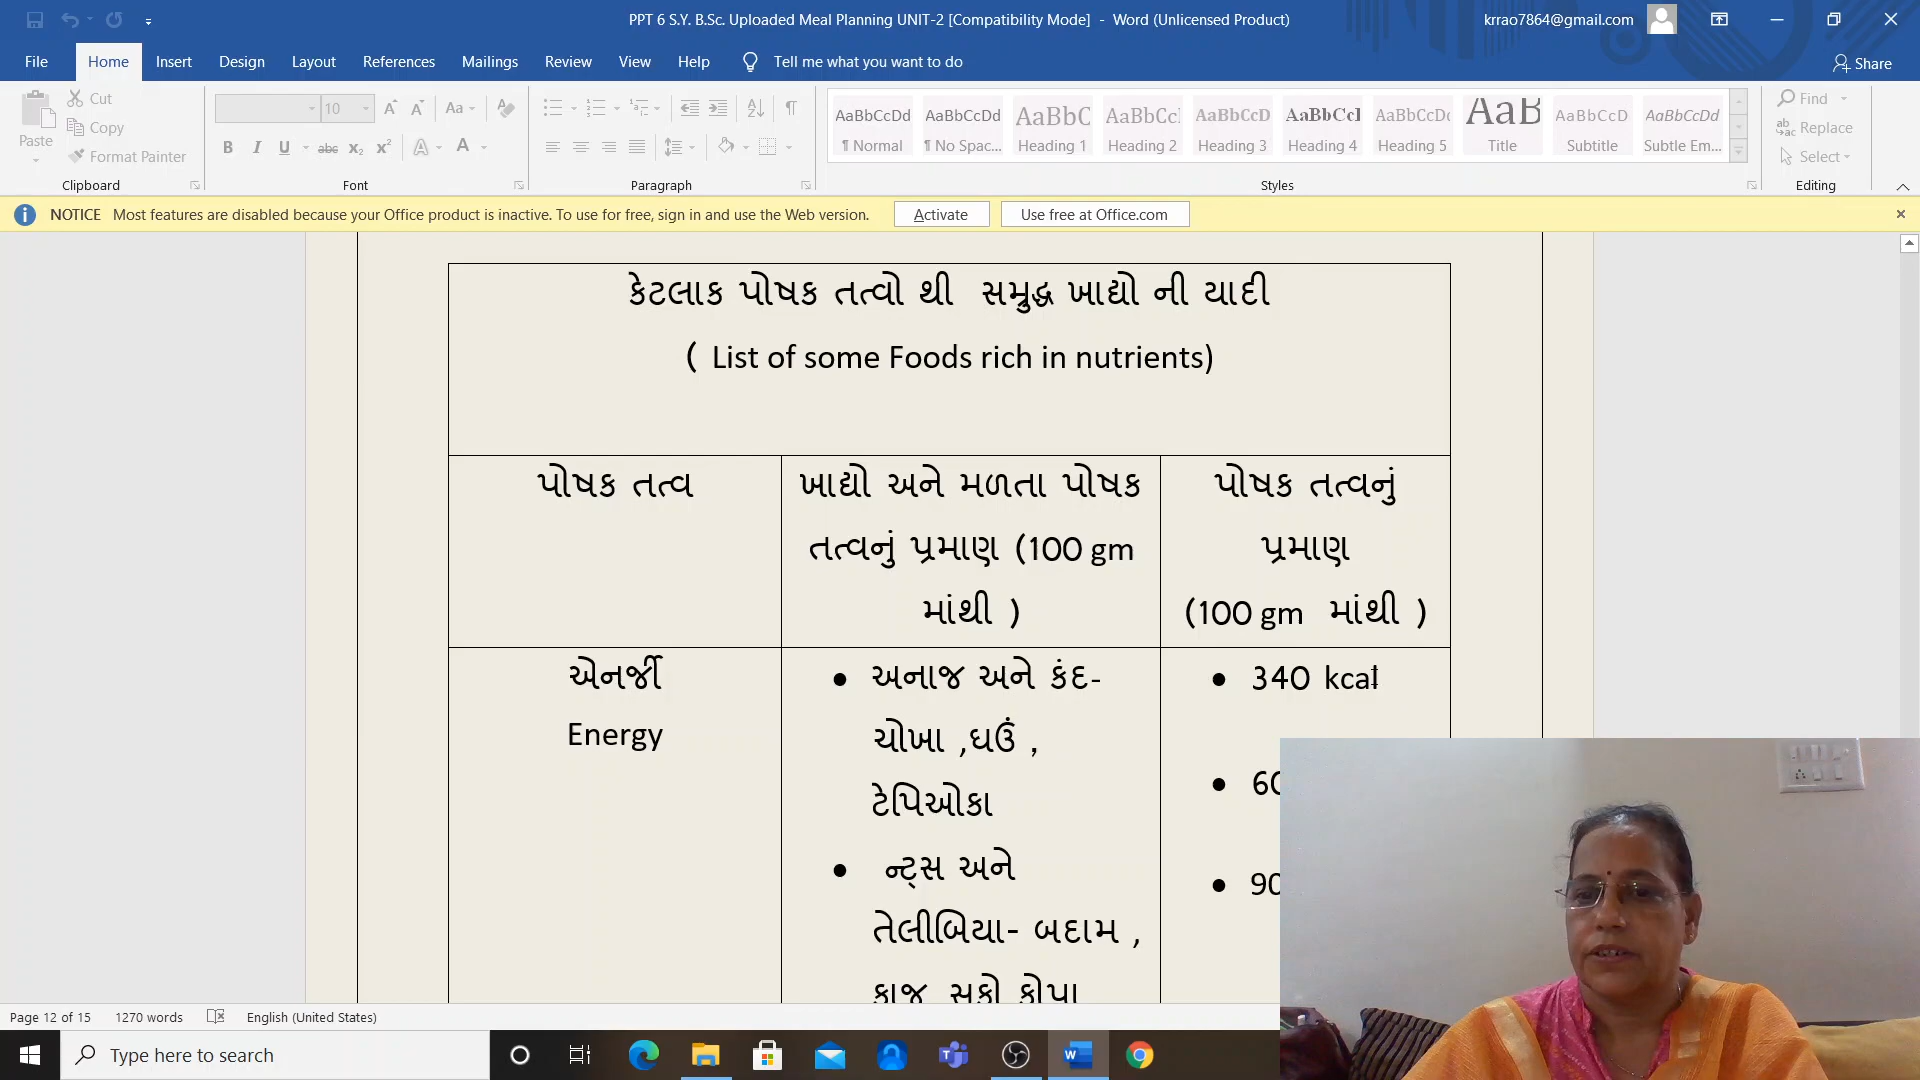 PPT 6 S.Y. B.Sc. Uploaded Meal Planning UNIT-2 [Compatibility Mode] - Word (Unlicensed Product)
krrao7864@gmail.com
File Home Insert Design Layout References Mailings Review View Help Tell me what you want to do
Share
Paste
Cut
Copy
Format Painter
Clipboard
10
Font
Paragraph
AaBbCcDd AaBbCcDd AaBbC AaBbCcI AaBbCcD AaBbCcI AaBbCcDc AaB AaBbCcD AaBbCcDd
¶ Normal ¶ No Spac... Heading 1 Heading 2 Heading 3 Heading 4 Heading 5 Title Subtitle Subtle Em...
Styles
Find
Replace
Select
Editing
NOTICE Most features are disabled because your Office product is inactive. To use for free, sign in and use the Web version.
Activate
Use free at Office.com
કેટલાક પોષક તત્વો થી સમ્રુદ્ધ ખાદ્યો ની યાદી
( List of some Foods rich in nutrients)
પોષક તત્વ
ખાદ્યો અને મળતા પોષક
તત્વનું પ્રમાણ (100 gm
માંથી )
પોષક તત્વનું
પ્રમાણ
(100 gm માંથી )
એનર્જી
Energy
• અનાજ અને કંદ-
ચોખા ,ઘઉં ,
ટેપિઓકા
• ન્ટ્સ અને
તેલીબિયા- બદામ ,
• 340 kcal
• 60
• 90
Page 12 of 15 1270 words English (United States)
Type here to search